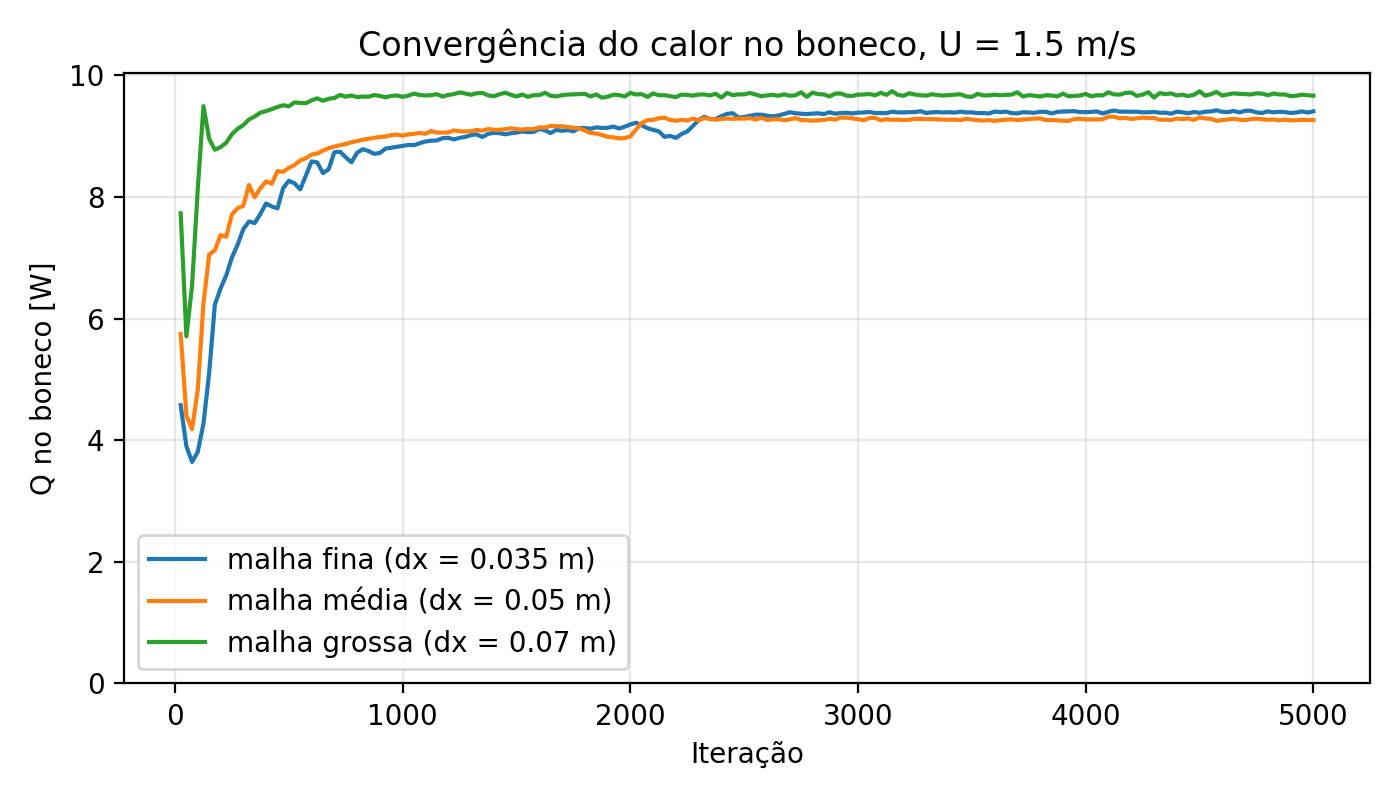 Convergência do calor no boneco, U = 1.5 m/s
10
8
6
4
2
0
Q no boneco [W]
malha fina (dx = 0.035 m)
malha média (dx = 0.05 m)
malha grossa (dx = 0.07 m)
0 1000 2000 3000 4000 5000
Iteração